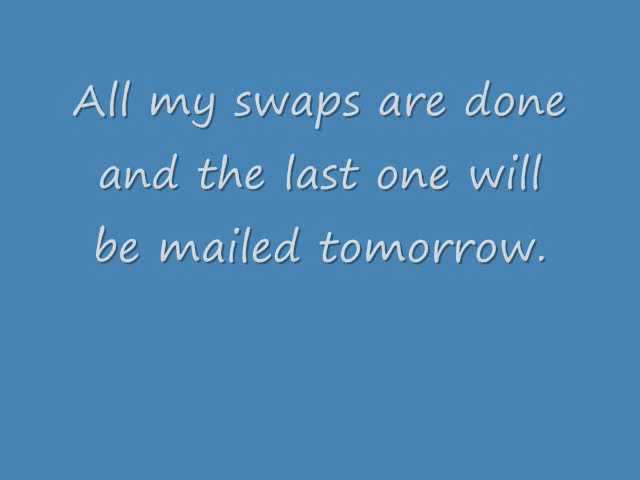 All my swaps are done
and the last one will
be mailed tomorrow.